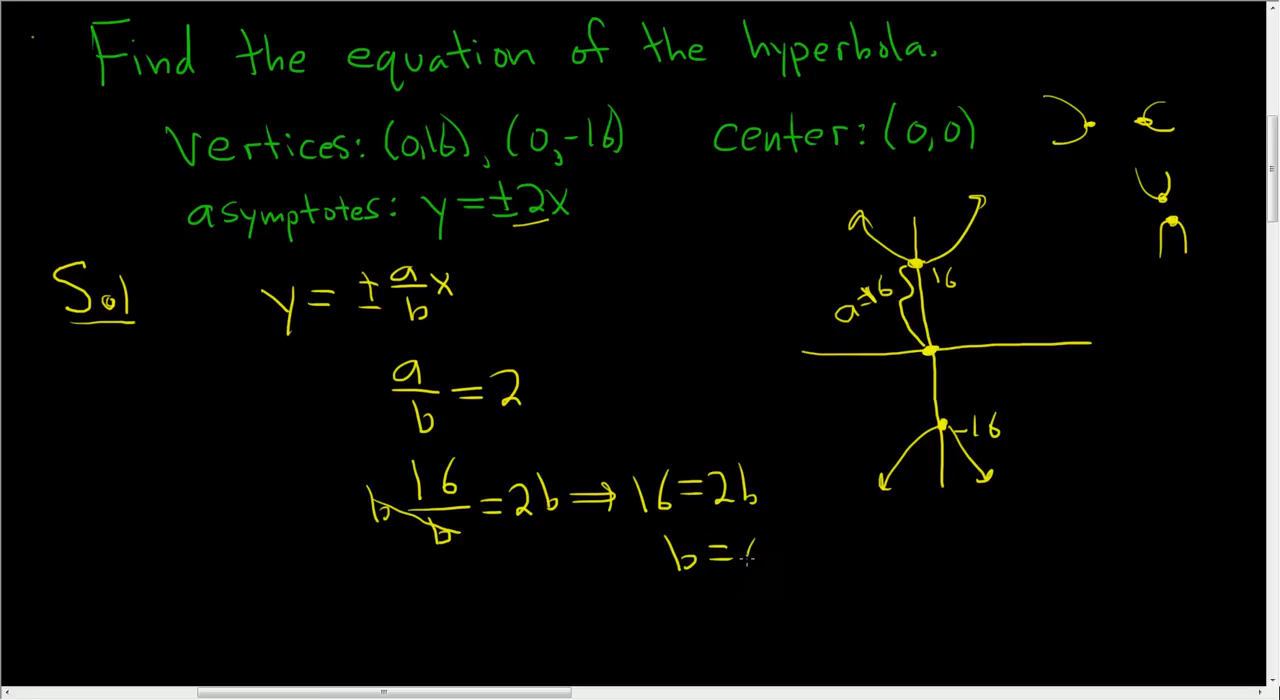 Find the equation of the hyperbola.
vertices: (0,16), (0,-16) center: (0,0)
asymptotes: y = ±2x
Sol
y = ± a/b x
a/b = 2
b 16/b = 2b ⟹ 16 = 2b
b =
16
a=16
-16